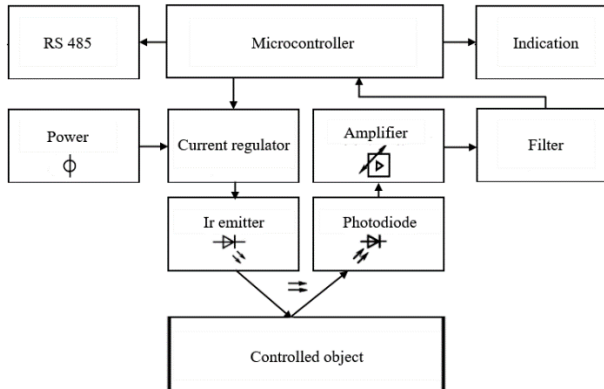 RS 485
Microcontroller
Indication
Power
Current regulator
Amplifier
Filter
Ir emitter
Photodiode
Controlled object